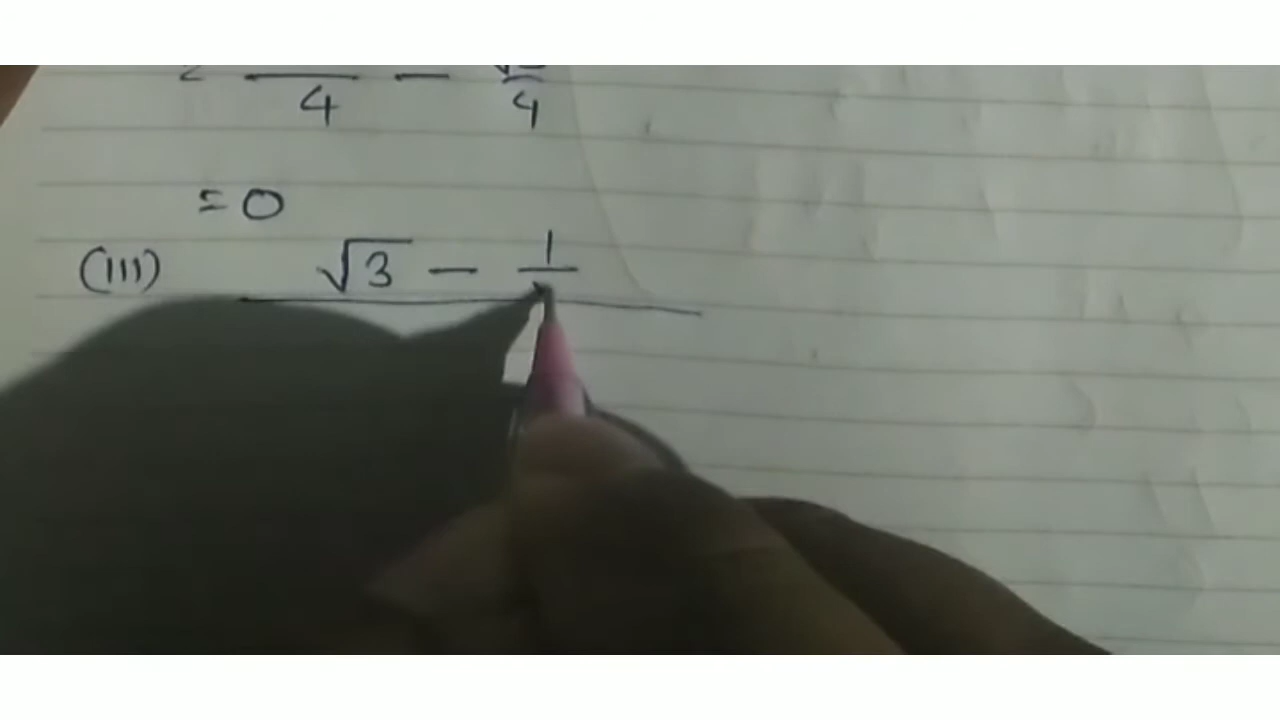 4 — 4
= 0
(III) √3 — 1